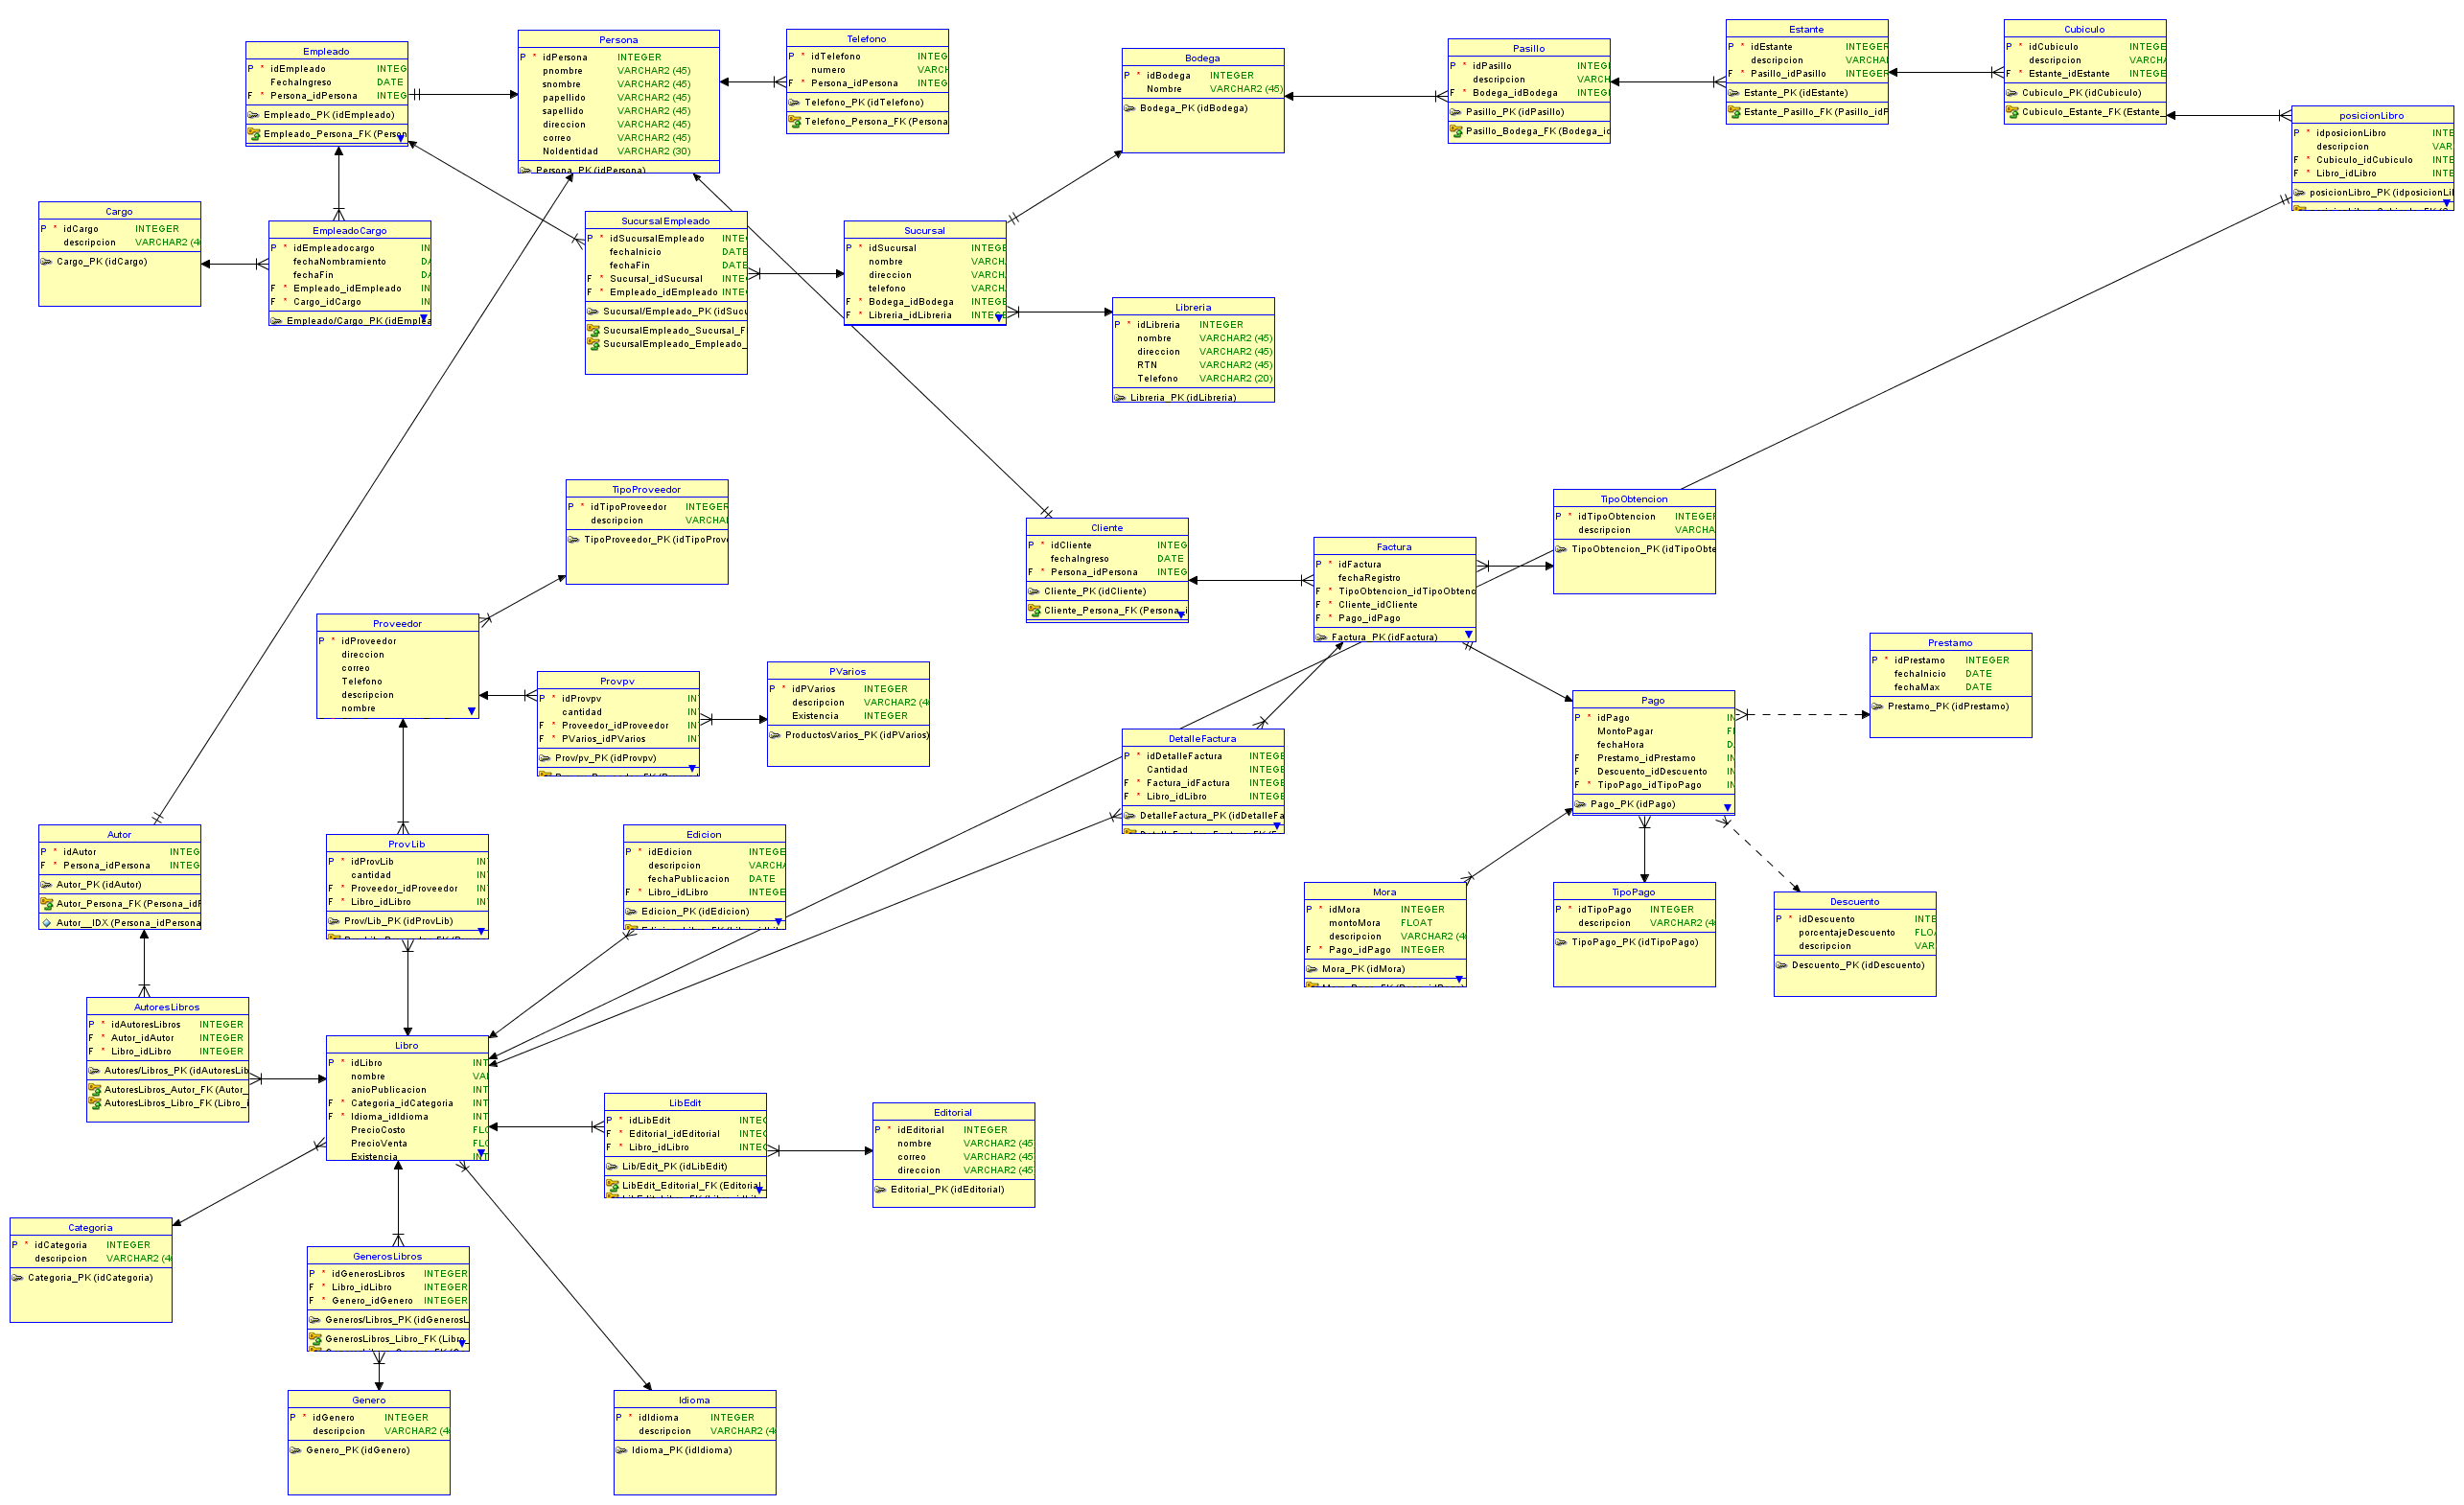 Empleado
P * idEmpleado INTEG
FechaIngreso DATE
F * Persona_idPersona INTEG
Empleado_PK (idEmpleado)
Empleado_Persona_FK (Person
Persona
P * idPersona INTEGER
pnombre VARCHAR2 (45)
snombre VARCHAR2 (45)
papellido VARCHAR2 (45)
sapellido VARCHAR2 (45)
direccion VARCHAR2 (45)
correo VARCHAR2 (45)
NoIdentidad VARCHAR2 (30)
Persona_PK (idPersona)
Telefono
P * idTelefono INTEG
numero VARCH
F * Persona_idPersona INTEG
Telefono_PK (idTelefono)
Telefono_Persona_FK (Persona
Bodega
P * idBodega INTEGER
Nombre VARCHAR2 (45)
Bodega_PK (idBodega)
Pasillo
P * idPasillo INTEGI
descripcion VARCH
F * Bodega_idBodega INTEGI
Pasillo_PK (idPasillo)
Pasillo_Bodega_FK (Bodega_id
Estante
P * idEstante INTEGER
descripcion VARCHA
F * Pasillo_idPasillo INTEGER
Estante_PK (idEstante)
Estante_Pasillo_FK (Pasillo_idP
Cubiculo
P * idCubiculo INTEGE
descripcion VARCHA
F * Estante_idEstante INTEGE
Cubiculo_PK (idCubiculo)
Cubiculo_Estante_FK (Estante_
posicionLibro
P * idposicionLibro INTE
descripcion VAR
F * Cubiculo_idCubiculo INTE
F * Libro_idLibro INTE
posicionLibro_PK (idposicionLil
Cargo
P * idCargo INTEGER
descripcion VARCHAR2 (4
Cargo_PK (idCargo)
EmpleadoCargo
P * idEmpleadocargo IN
fechaNombramiento DA
fechaFin DA
F * Empleado_idEmpleado IN
F * Cargo_idCargo IN
Empleado/Cargo_PK (idEmplea
SucursalEmpleado
P * idSucursalEmpleado INTEG
fechaInicio DATE
fechaFin DATE
F * Sucursal_idSucursal INTEG
F * Empleado_idEmpleado INTEG
Sucursal/Empleado_PK (idSucu
SucursalEmpleado_Sucursal_F
SucursalEmpleado_Empleado_
Sucursal
P * idSucursal INTEGE
nombre VARCH
direccion VARCH
telefono VARCH
F * Bodega_idBodega INTEGE
F * Libreria_idLibreria INTEGE
Libreria
P * idLibreria INTEGER
nombre VARCHAR2 (45)
direccion VARCHAR2 (45)
RTN VARCHAR2 (45)
Telefono VARCHAR2 (20)
Libreria_PK (idLibreria)
TipoProveedor
P * idTipoProveedor INTEGER
descripcion VARCHAI
TipoProveedor_PK (idTipoProve
Cliente
P * idCliente INTEG
fechaIngreso DATE
F * Persona_idPersona INTEG
Cliente_PK (idCliente)
Cliente_Persona_FK (Persona_i
Factura
P * idFactura
fechaRegistro
F * TipoObtencion_idTipoObtenc
F * Cliente_idCliente
F * Pago_idPago
Factura_PK (idFactura)
TipoObtencion
P * idTipoObtencion INTEGER
descripcion VARCHA
TipoObtencion_PK (idTipoObte
Proveedor
P * idProveedor
direccion
correo
Telefono
descripcion
nombre
Provpv
P * idProvpv IN
cantidad IN
F * Proveedor_idProveedor IN
F * PVarios_idPVarios IN
Prov/pv_PK (idProvpv)
PVarios
P * idPVarios INTEGER
descripcion VARCHAR2 (4
Existencia INTEGER
ProductosVarios_PK (idPVarios)
Prestamo
P * idPrestamo INTEGER
fechaInicio DATE
fechaMax DATE
Prestamo_PK (idPrestamo)
Pago
P * idPago IN
MontoPagar FI
fechaHora D
F Prestamo_idPrestamo IN
F Descuento_idDescuento IN
F * TipoPago_idTipoPago IN
Pago_PK (idPago)
DetalleFactura
P * idDetalleFactura INTEGE
Cantidad INTEGE
F * Factura_idFactura INTEGE
F * Libro_idLibro INTEGE
DetalleFactura_PK (idDetalleFa
Autor
P * idAutor INTEG
F * Persona_idPersona INTEG
Autor_PK (idAutor)
Autor_Persona_FK (Persona_idF
Autor__IDX (Persona_idPersona
ProvLib
P * idProvLib IN
cantidad IN
F * Proveedor_idProveedor IN
F * Libro_idLibro IN
Prov/Lib_PK (idProvLib)
Edicion
P * idEdicion INTEGE
descripcion VARCHA
fechaPublicacion DATE
F * Libro_idLibro INTEGE
Edicion_PK (idEdicion)
Mora
P * idMora INTEGER
montoMora FLOAT
descripcion VARCHAR2 (4
F * Pago_idPago INTEGER
Mora_PK (idMora)
TipoPago
P * idTipoPago INTEGER
descripcion VARCHAR2 (4
TipoPago_PK (idTipoPago)
Descuento
P * idDescuento INTE
porcentajeDescuento FLOA
descripcion VAR
Descuento_PK (idDescuento)
AutoresLibros
P * idAutoresLibros INTEGER
F * Autor_idAutor INTEGER
F * Libro_idLibro INTEGER
Autores/Libros_PK (idAutoresLib
AutoresLibros_Autor_FK (Autor_
AutoresLibros_Libro_FK (Libro_i
Libro
P * idLibro INT
nombre VAI
anioPublicacion INT
F * Categoria_idCategoria INT
F * Idioma_idIdioma INT
PrecioCosto FLO
PrecioVenta FLO
Existencia INT
LibEdit
P * idLibEdit INTEG
F * Editorial_idEditorial INTEG
F * Libro_idLibro INTEG
Lib/Edit_PK (idLibEdit)
LibEdit_Editorial_FK (Editorial_
Editorial
P * idEditorial INTEGER
nombre VARCHAR2 (45
correo VARCHAR2 (45
direccion VARCHAR2 (45
Editorial_PK (idEditorial)
Categoria
P * idCategoria INTEGER
descripcion VARCHAR2 (4
Categoria_PK (idCategoria)
GenerosLibros
P * idGenerosLibros INTEGER
F * Libro_idLibro INTEGER
F * Genero_idGenero INTEGER
Generos/Libros_PK (idGenerosL
GenerosLibros_Libro_FK (Libro_
Genero
P * idGenero INTEGER
descripcion VARCHAR2 (4
Genero_PK (idGenero)
Idioma
P * idIdioma INTEGER
descripcion VARCHAR2 (4
Idioma_PK (idIdioma)